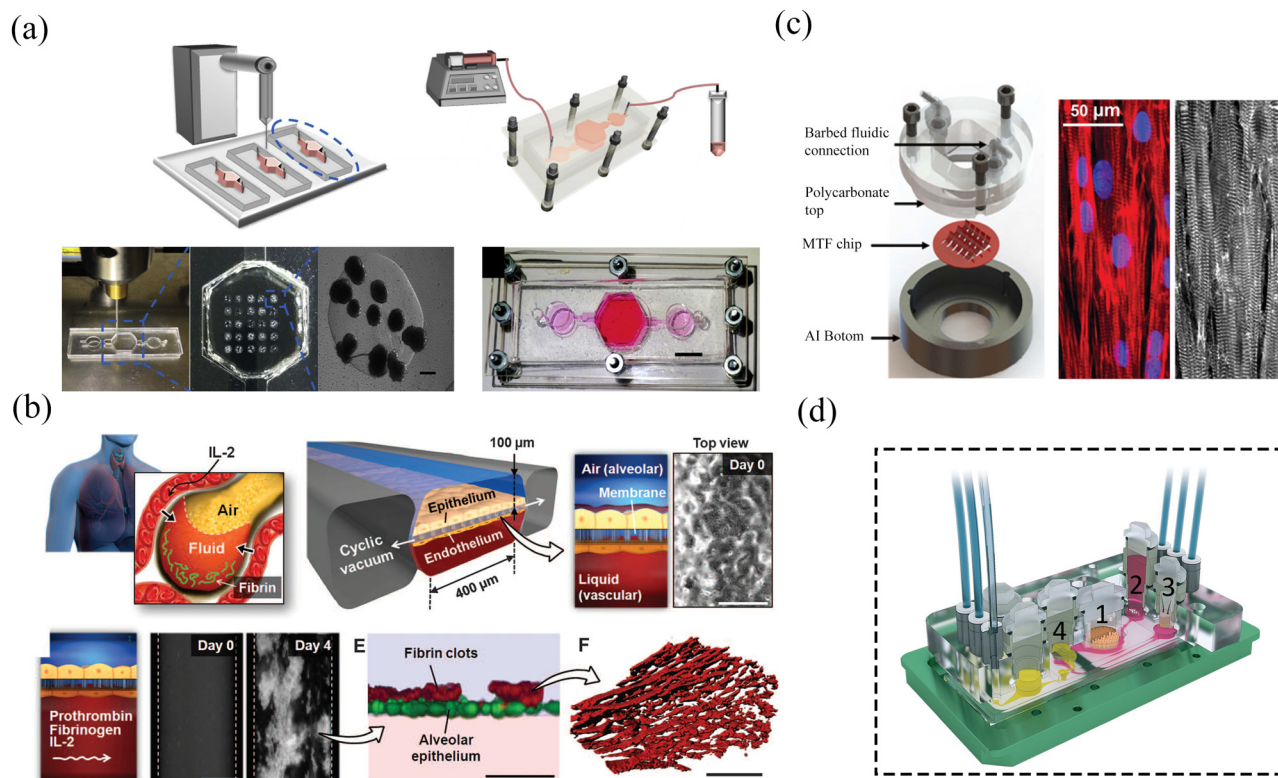 (a)
(c)
50 µm
Barbed fluidic
connection
Polycarbonate
top
MTF chip
Al Botom
(b)
IL-2
Air
Fluid
Fibrin
100 µm
Epithelium
Endothelium
Cyclic
vacuum
400 µm
Top view
Air (alveolar)
Membrane
Liquid
(vascular)
Day 0
Prothrombin
Fibrinogen
IL-2
Day 0
Day 4
E
Fibrin clots
Alveolar
epithelium
F
(d)
1
2
3
4